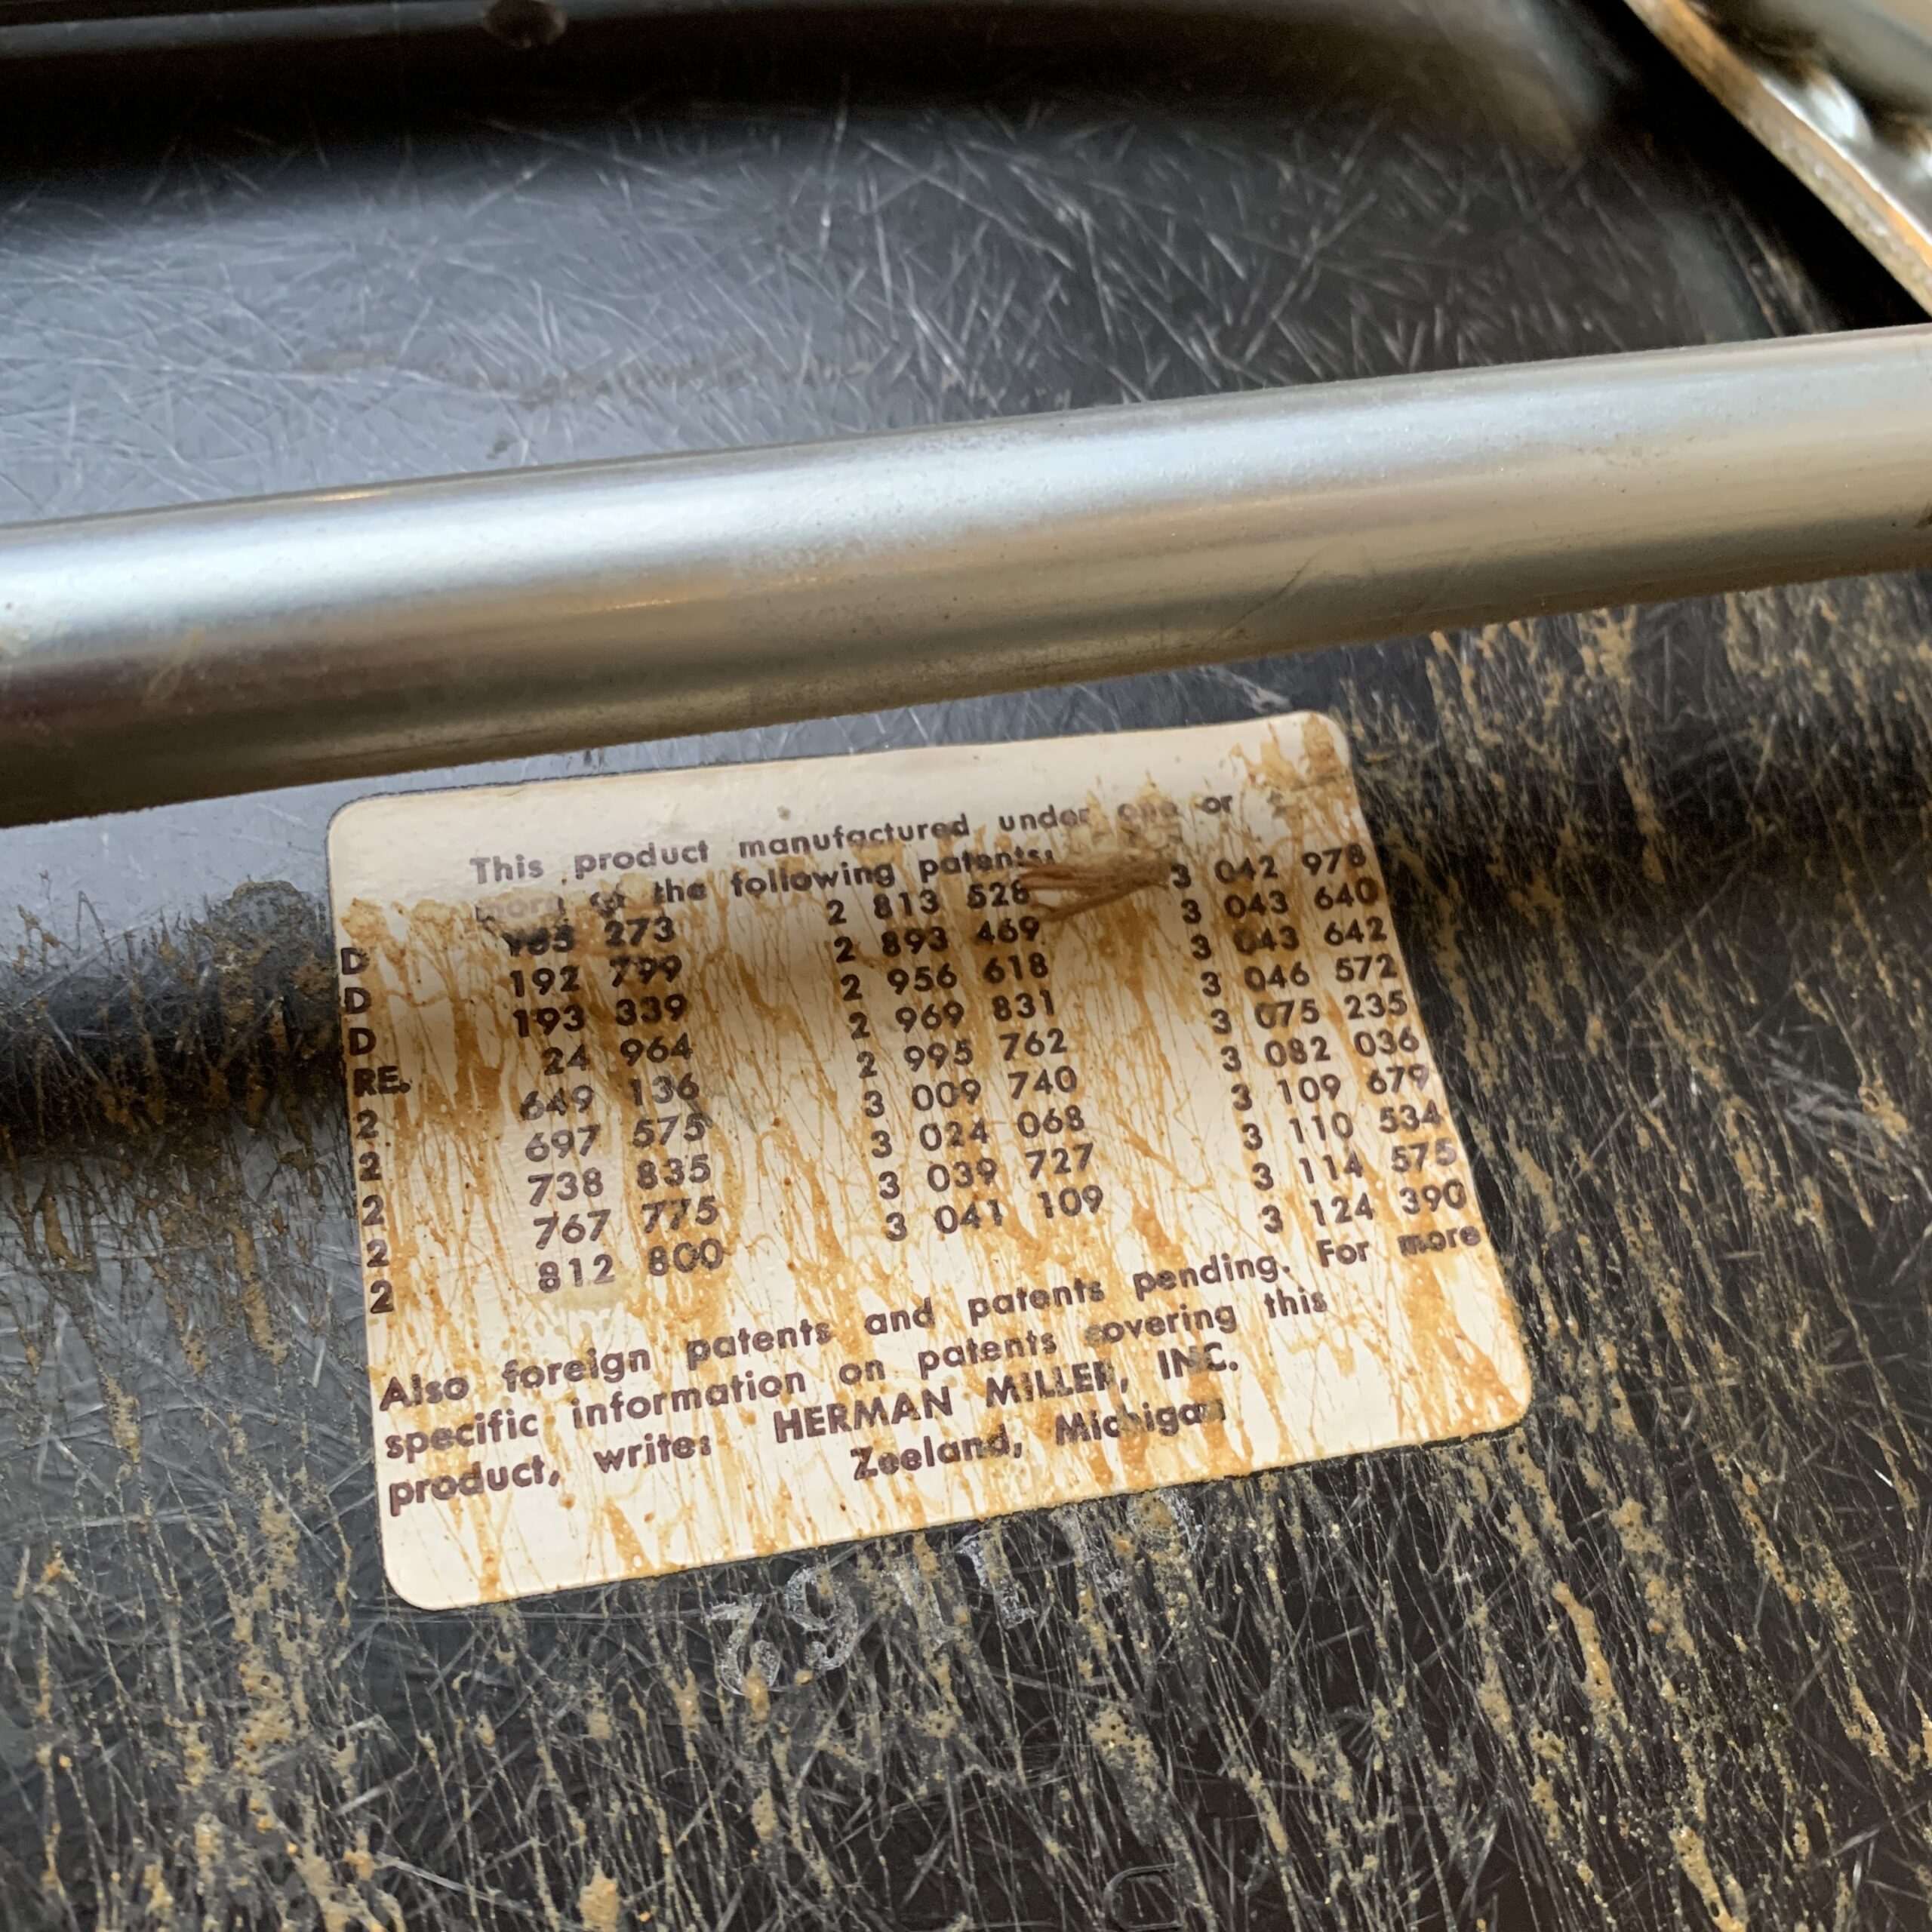 This product manufactured under one or
more of the following patents:
D 273 2 813 528 3 042 978
D 192 799 2 893 469 3 043 640
D 193 339 2 956 618 3 043 642
RE. 24 964 2 969 831 3 046 572
2 649 136 2 995 762 3 075 235
2 697 575 3 009 740 3 082 036
2 738 835 3 024 068 3 109 679
2 767 775 3 039 727 3 110 534
2 812 800 3 041 109 3 114 575
3 124 390
Also foreign patents and patents pending. For more
specific information on patents covering this
product, write: HERMAN MILLER, INC.
Zeeland, Michigan